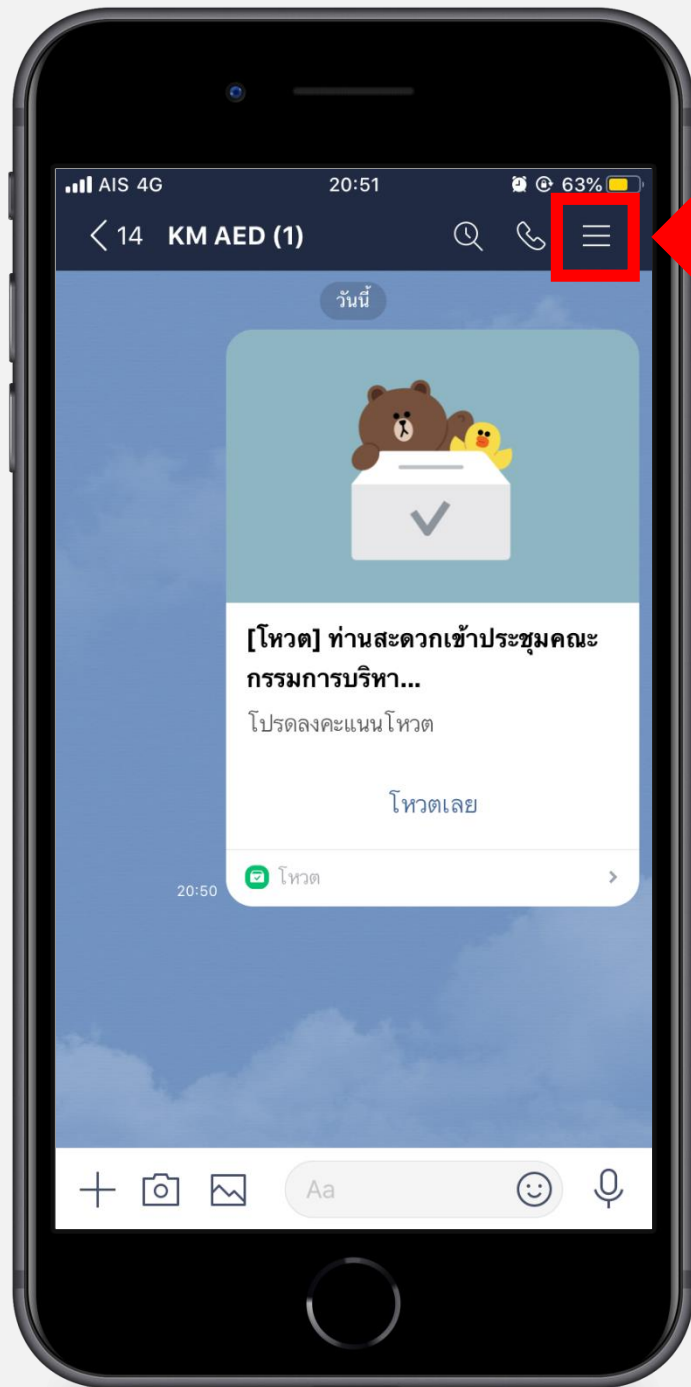 AIS 4G 20:51 63%
14 KM AED (1)
วันนี้
[โหวต] ท่านสะดวกเข้าประชุมคณะ
กรรมการบริหา...
โปรดลงคะแนนโหวต
โหวตเลย
โหวต
20:50
Aa